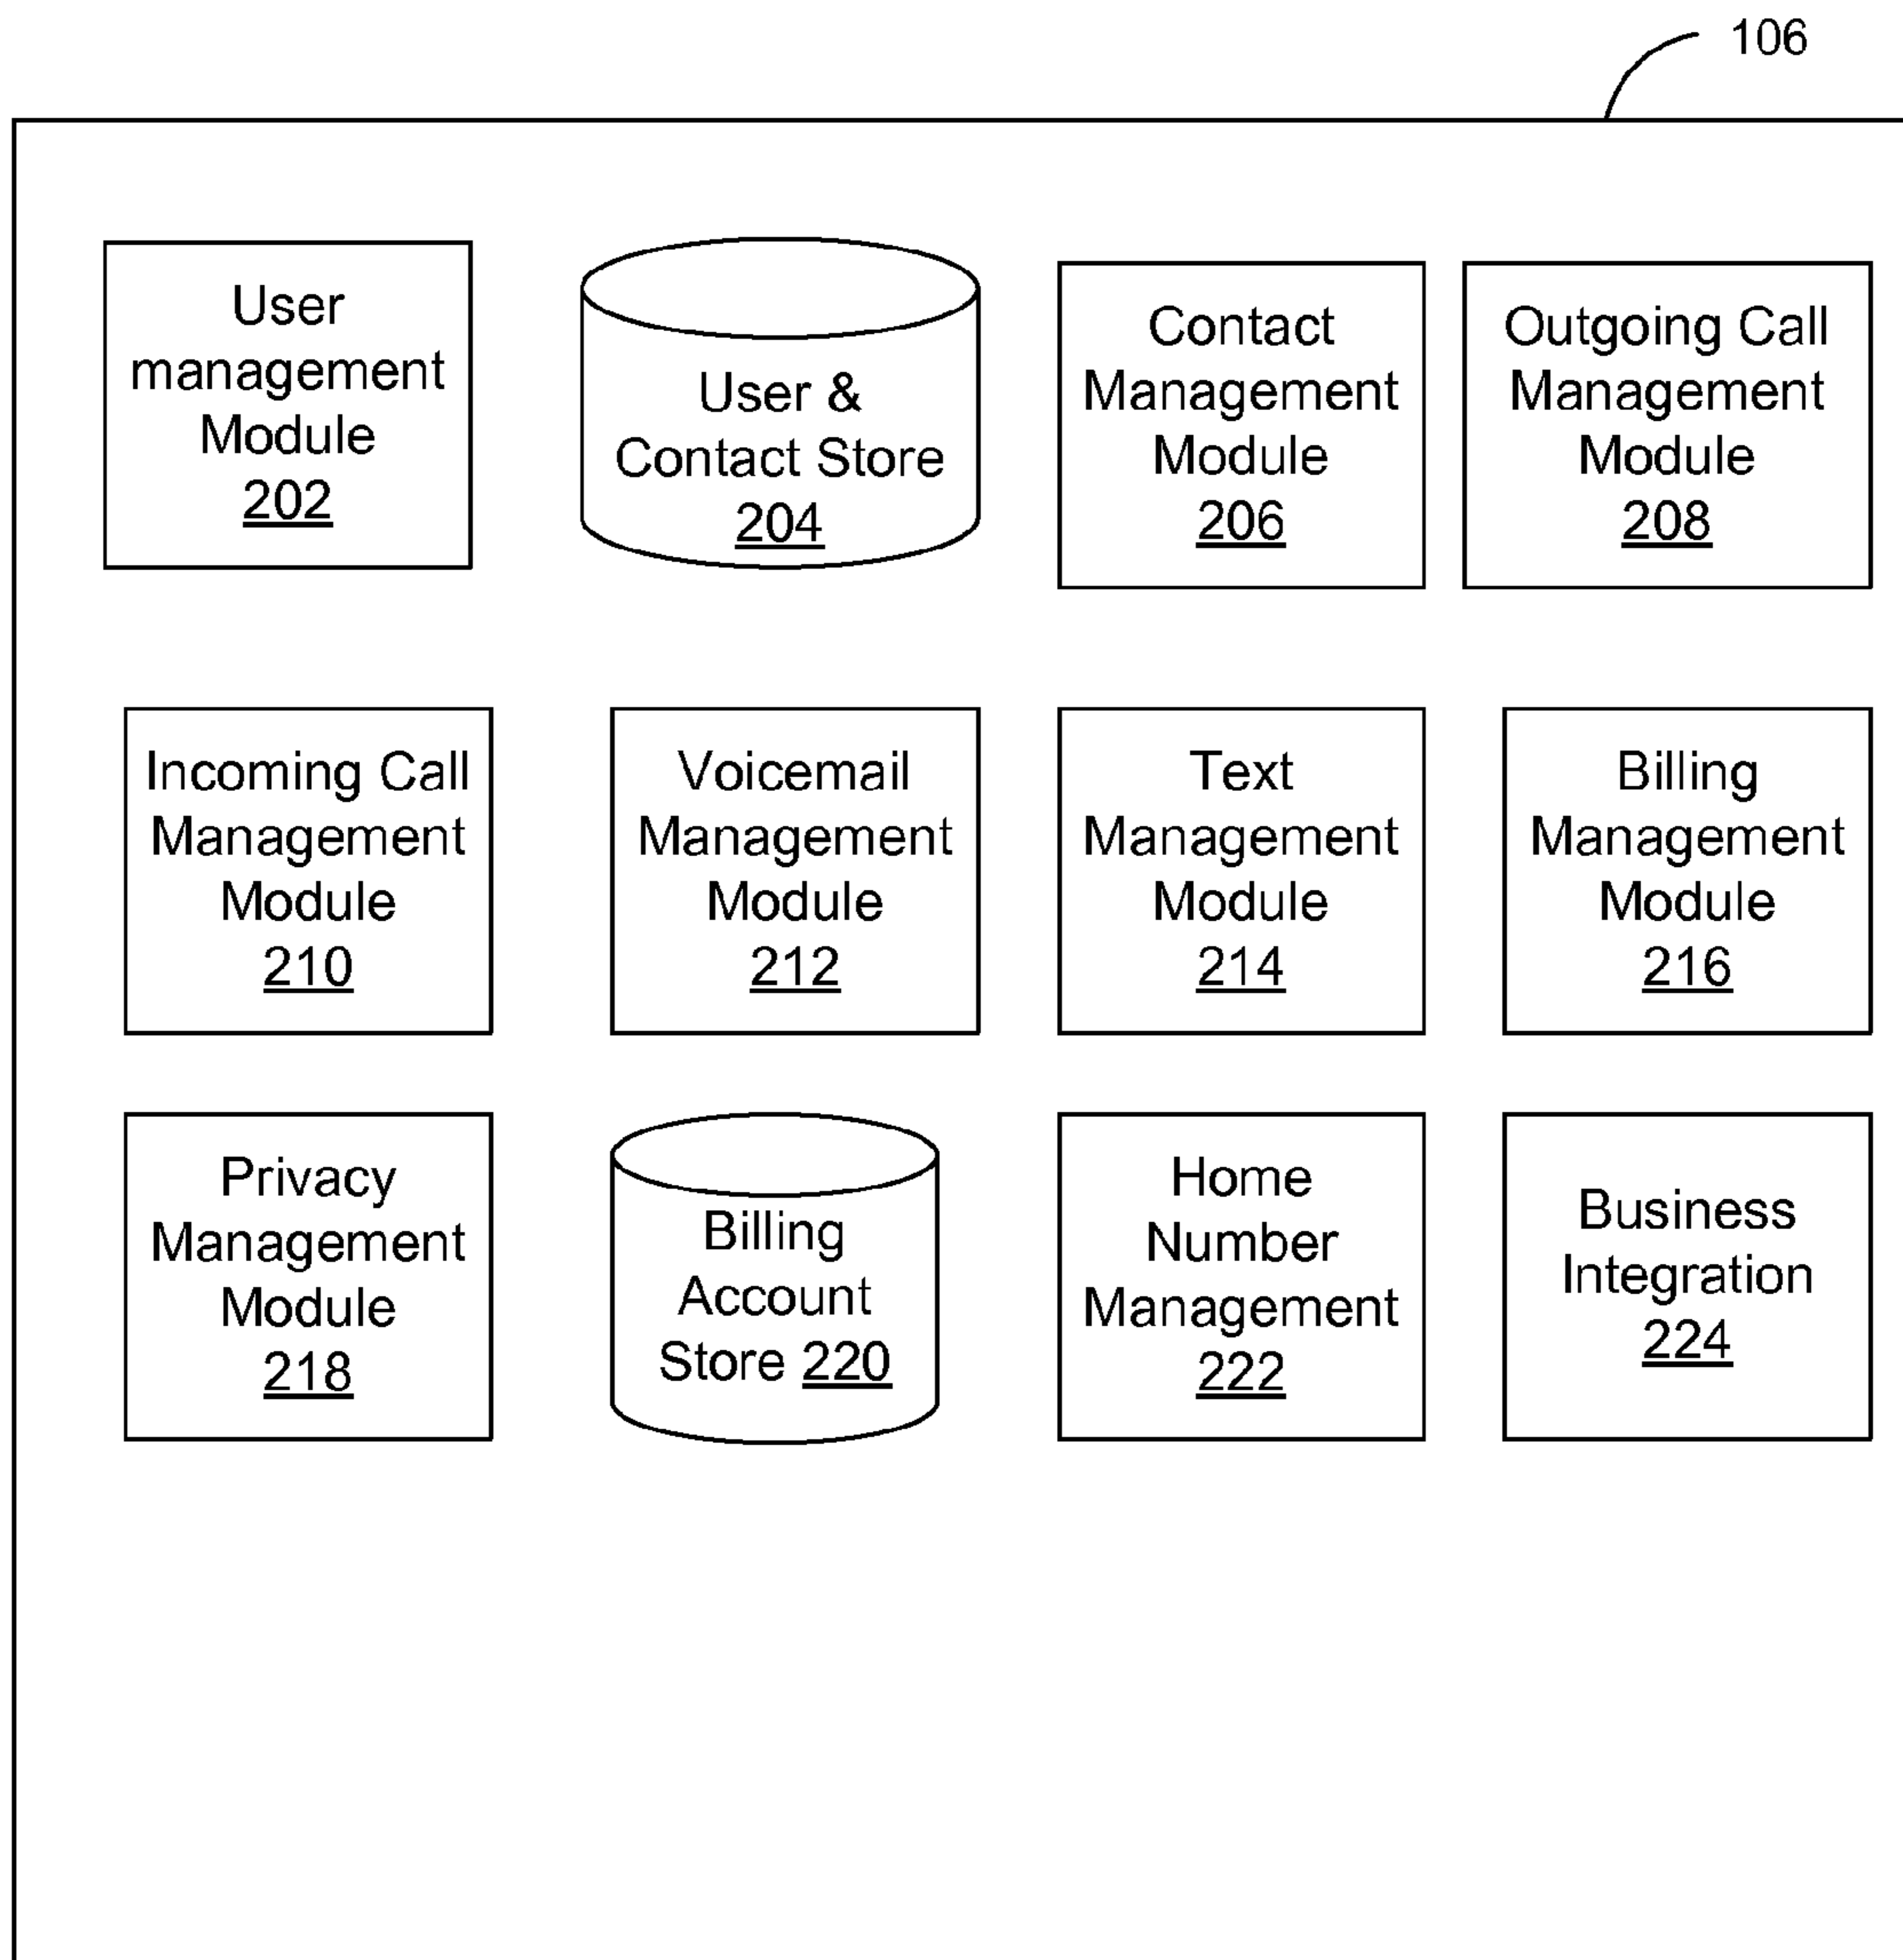 106
User
management
Module
202
User &
Contact Store
204
Contact
Management
Module
206
Outgoing Call
Management
Module
208
Incoming Call
Management
Module
210
Voicemail
Management
Module
212
Text
Management
Module
214
Billing
Management
Module
216
Privacy
Management
Module
218
Billing
Account
Store 220
Home
Number
Management
222
Business
Integration
224